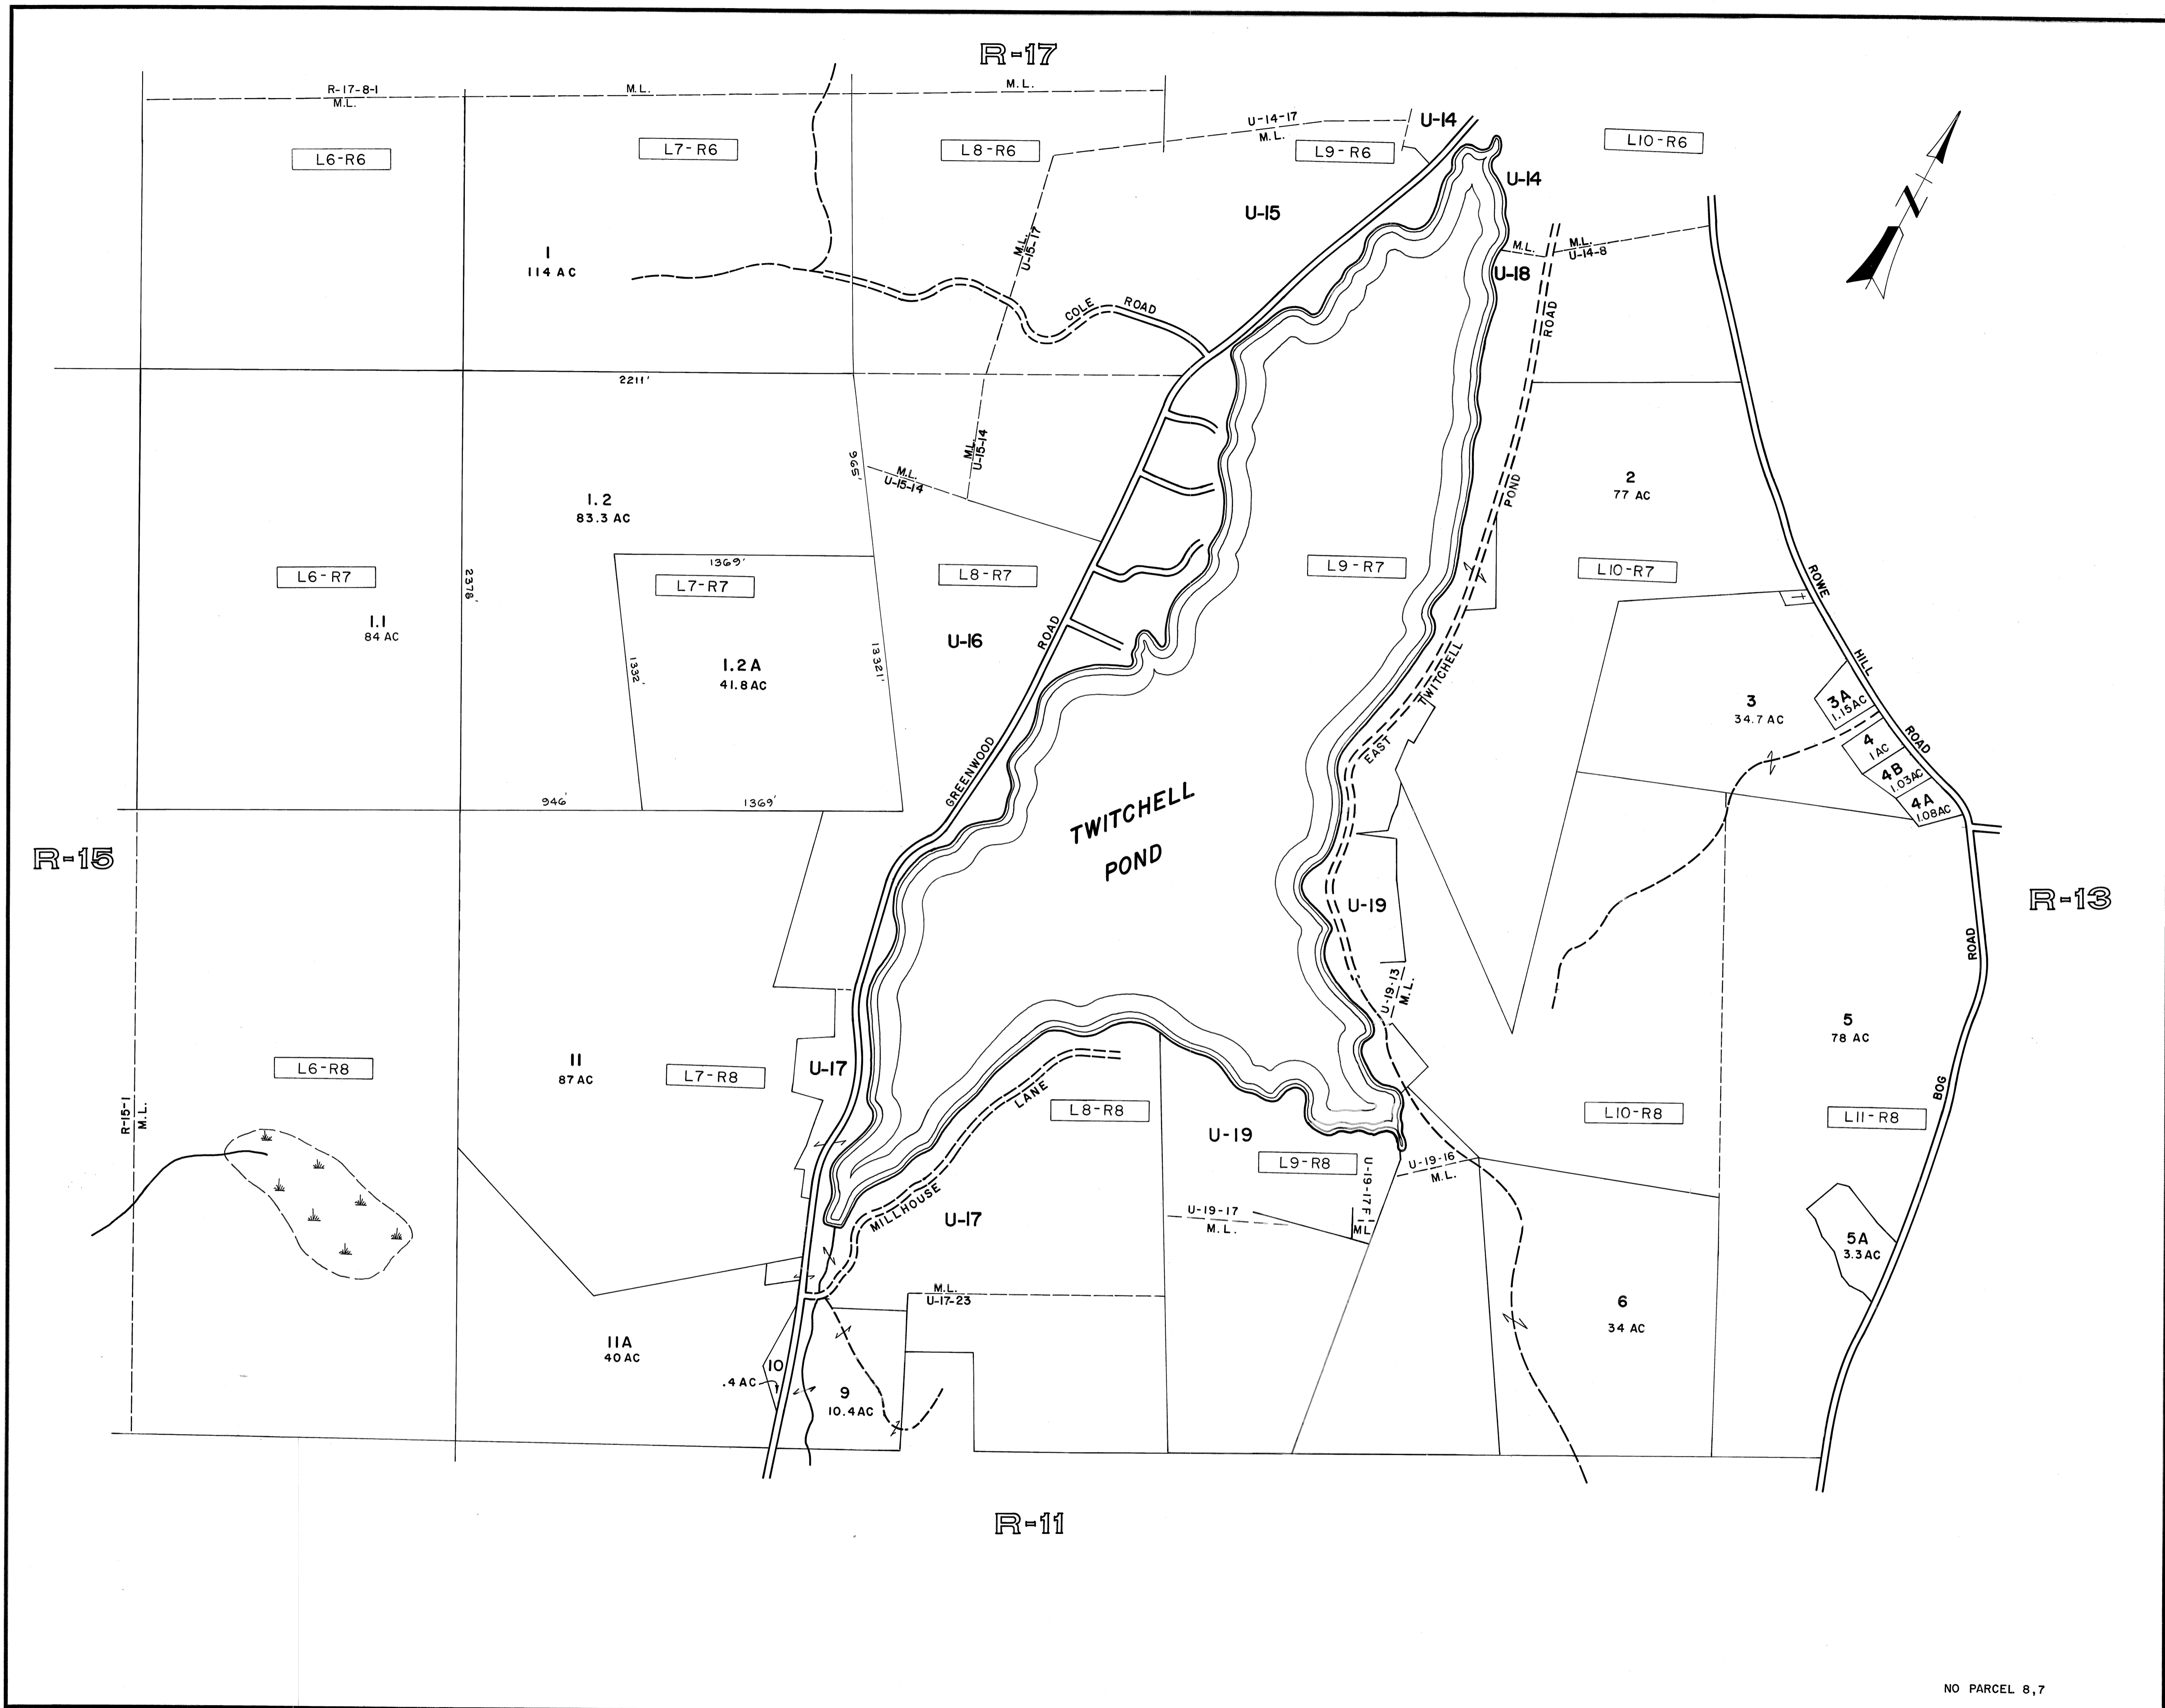 R-17
R-17-8-1
M.L.
M.L.
M.L.
U-14-17
M.L.
U-14
L6-R6
L7-R6
L8-R6
L9-R6
L10-R6
U-14
U-15
N
M.L.
U-15-17
M.L.
M.L.
U-14-8
U-18
1
114 AC
COLE ROAD
ROAD
2211'
965'
M.L.
U-15-14
M.L.
U-15-14
POND
2
77 AC
1.2
83.3 AC
1369'
L6-R7
L7-R7
L8-R7
L9-R7
L10-R7
2378'
1.1
84 AC
ROWE
HILL
ROAD
U-16
ROAD
1332'
1.2A
41.8 AC
13321'
TWITCHELL
EAST
3
34.7 AC
3A
1.15AC
4
1 AC
4B
1.03AC
4A
1.08AC
GREENWOOD
946'
1369'
TWITCHELL
POND
R-15
R-13
U-19
U-19-13
M.L.
ROAD
BOG
5
78 AC
11
87 AC
L6-R8
L7-R8
U-17
LANE
MILLHOUSE
L8-R8
L10-R8
L11-R8
R-15-1
M.L.
U-19
L9-R8
U-19-17F
ML
U-19-16
M.L.
U-19-17
M.L.
U-17
5A
3.3 AC
M.L.
U-17-23
6
34 AC
11A
40 AC
10
.4 AC
9
10.4 AC
R-11
NO PARCEL 8,7